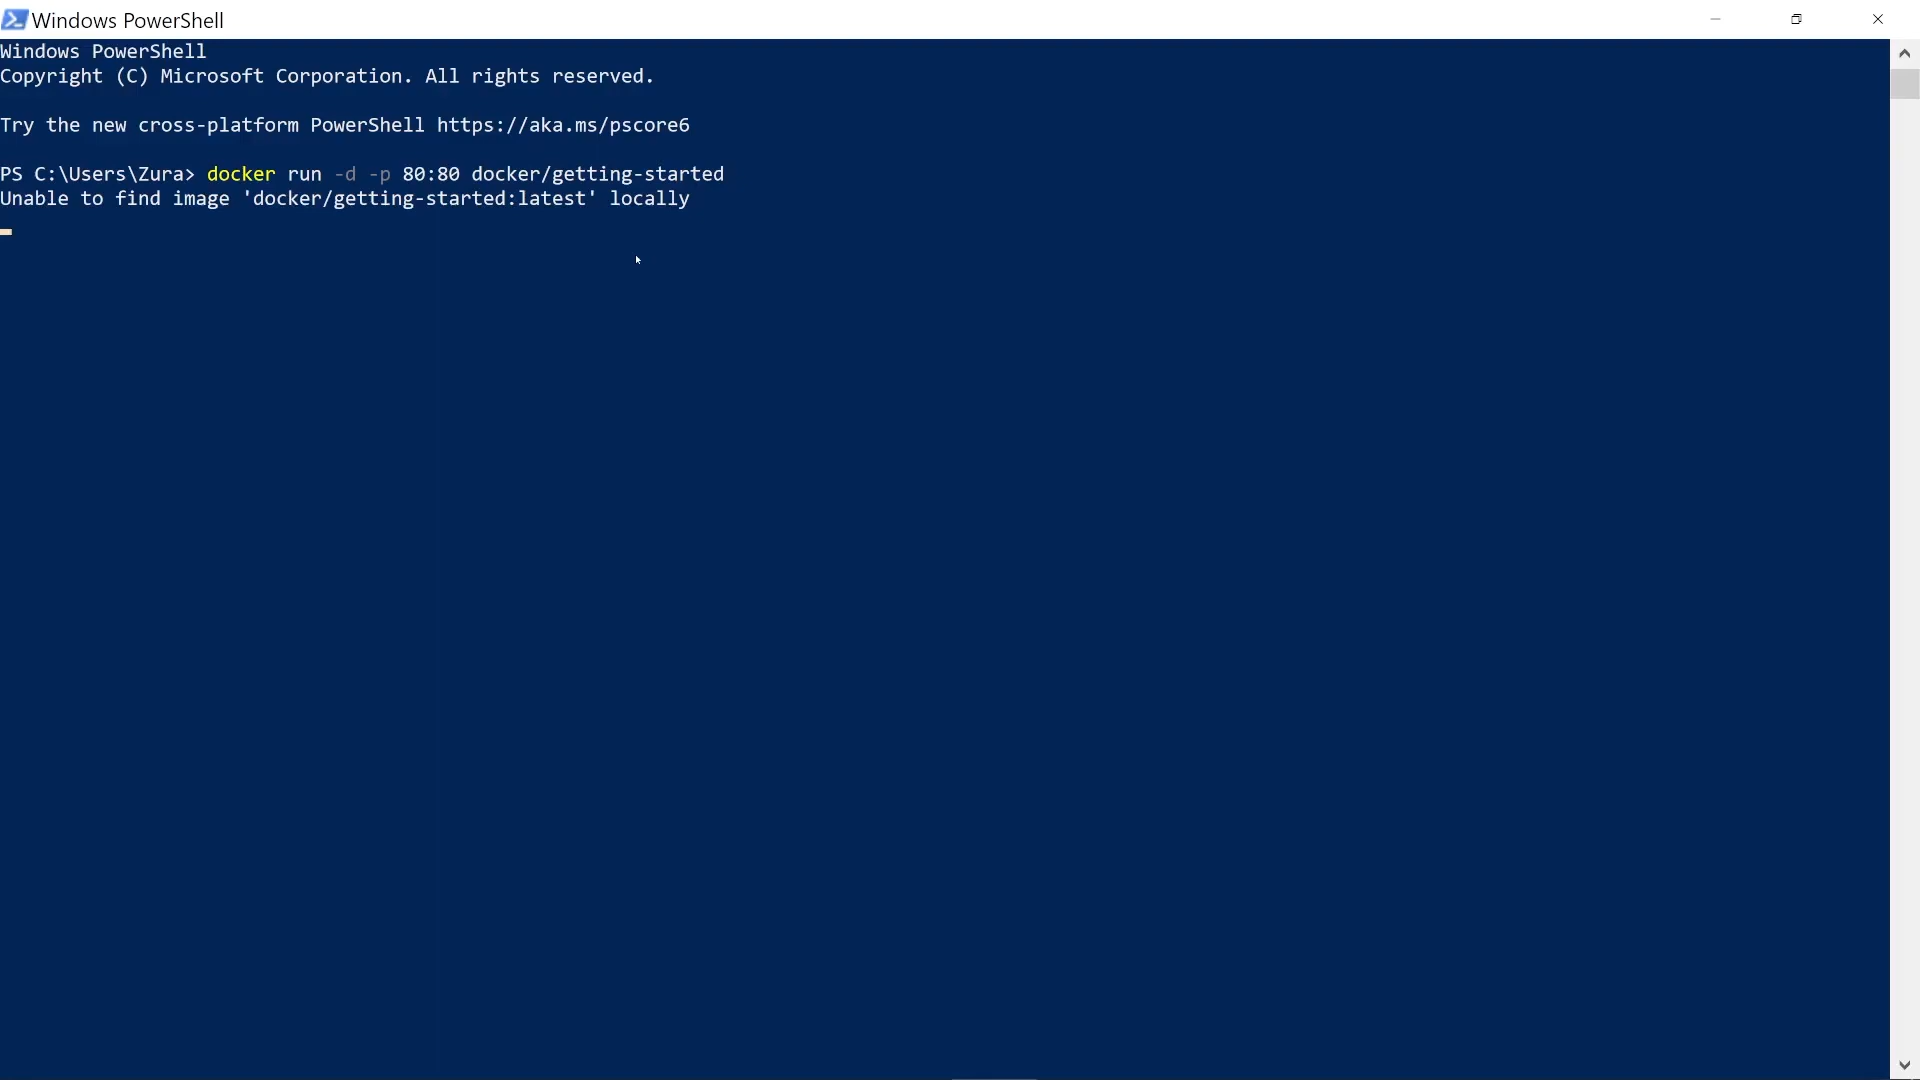 Windows PowerShell
Windows PowerShell
Copyright (C) Microsoft Corporation. All rights reserved.
Try the new cross-platform PowerShell https://aka.ms/pscore6
PS C:\Users\Zura> docker run -d -p 80:80 docker/getting-started
Unable to find image 'docker/getting-started:latest' locally